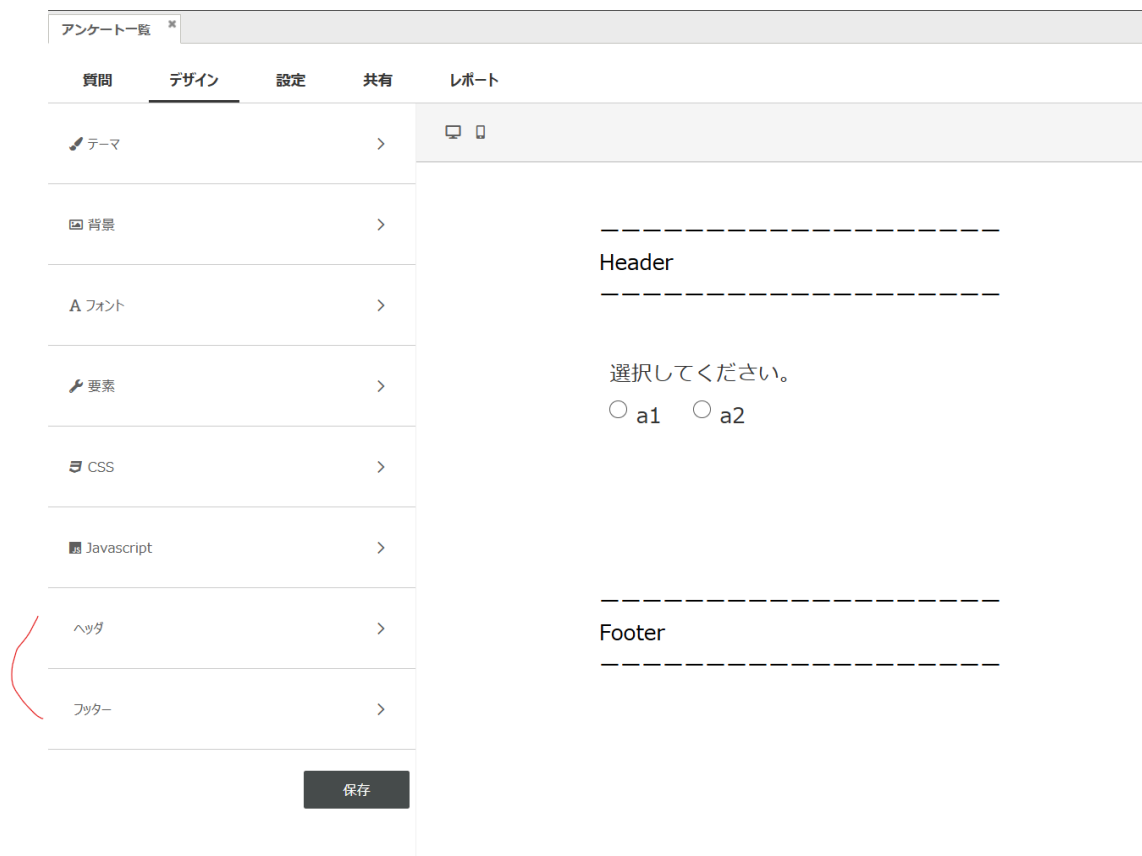 アンケート一覧
質問 デザイン 設定 共有 レポート
テーマ
背景
フォント
要素
CSS
Javascript
ヘッダ
フッター
保存
ーーーーーーーーーーーーーーーーーーー
Header
ーーーーーーーーーーーーーーーーーーー
選択してください。
a1 a2
ーーーーーーーーーーーーーーーーーーー
Footer
ーーーーーーーーーーーーーーーーーーー